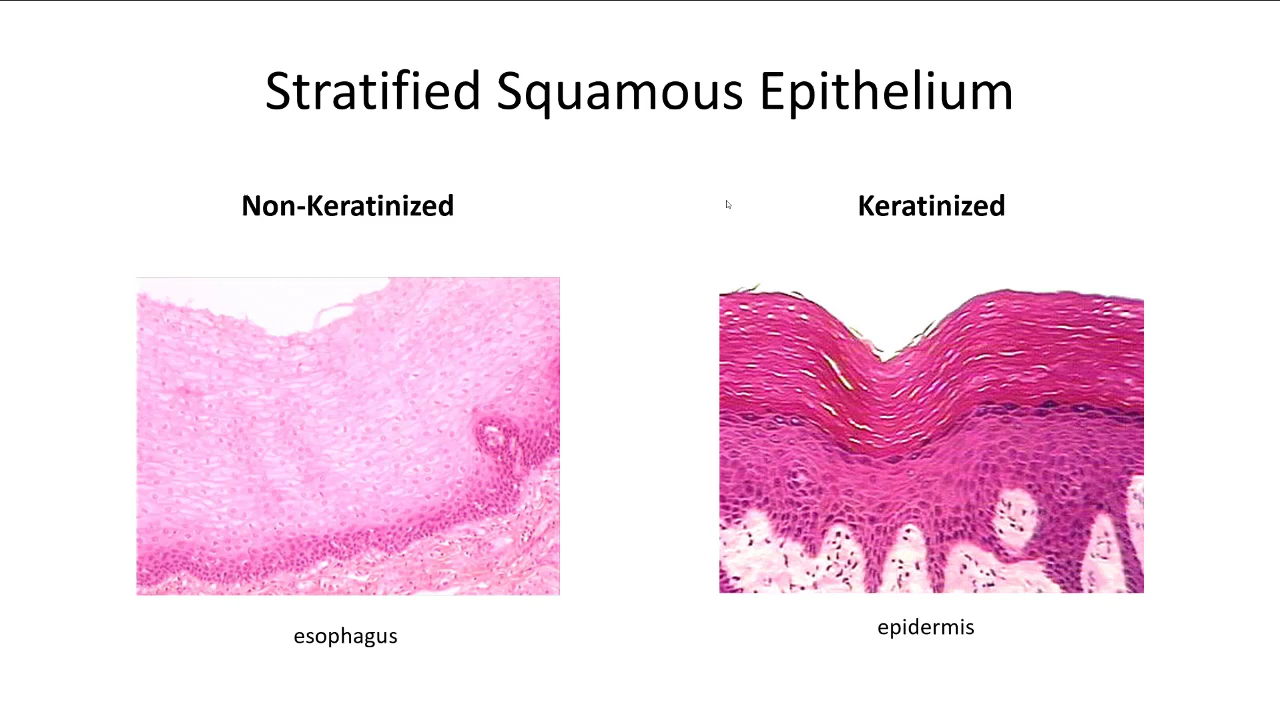 Stratified Squamous Epithelium
Non-Keratinized
Keratinized
esophagus
epidermis